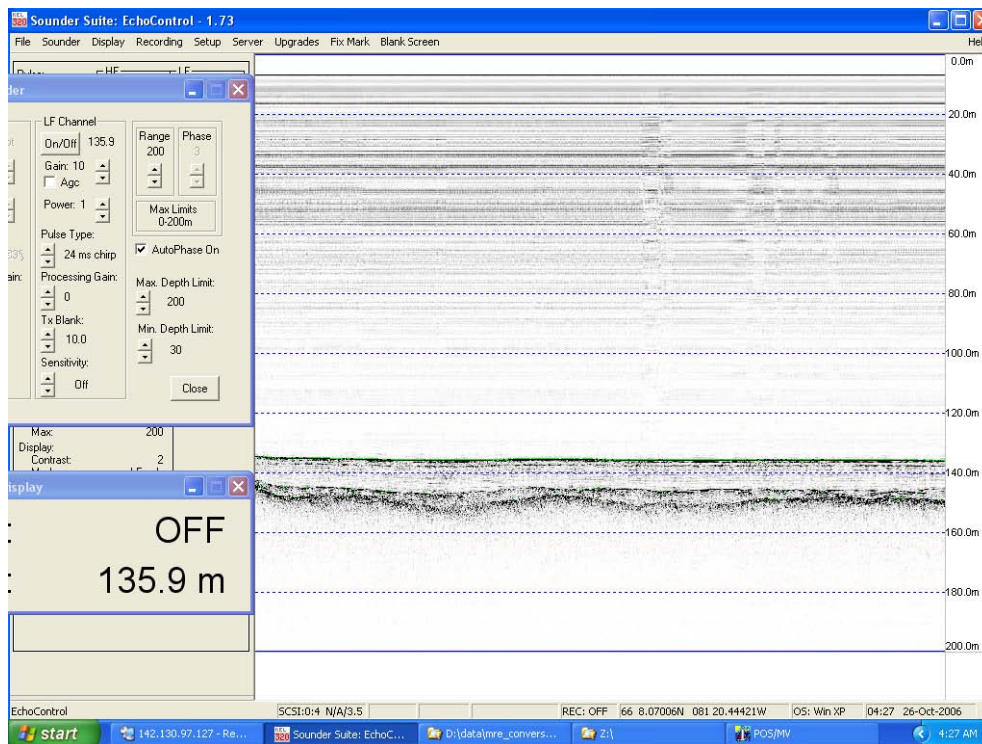 Sounder Suite: EchoControl - 1.73
File Sounder Display Recording Setup Server Upgrades Fix Mark Blank Screen Hel
der
LF Channel
On/Off 135.9
Gain: 10
Agc
Power: 1
Pulse Type:
24 ms chirp
Processing Gain:
0
Tx Blank:
10.0
Sensitivity:
Off
Range
200
Phase
3
Max Limits
0-200m
AutoPhase On
Max. Depth Limit:
200
Min. Depth Limit:
30
Close
ain:
Max: 200
Display:
Contrast: 2
isplay
: OFF
: 135.9 m
0.0m
20.0m
40.0m
60.0m
80.0m
100.0m
120.0m
140.0m
160.0m
180.0m
200.0m
EchoControl SCSI:0:4 N/A/3.5 REC: OFF 66 8.07006N 081 20.44421W OS: Win XP 04:27 26-Oct-2006
start 142.130.97.127 - Re... 320 Sounder Suite: EchoC... D:\data\mre_convers... Z:\ POS/MV 4:27 AM